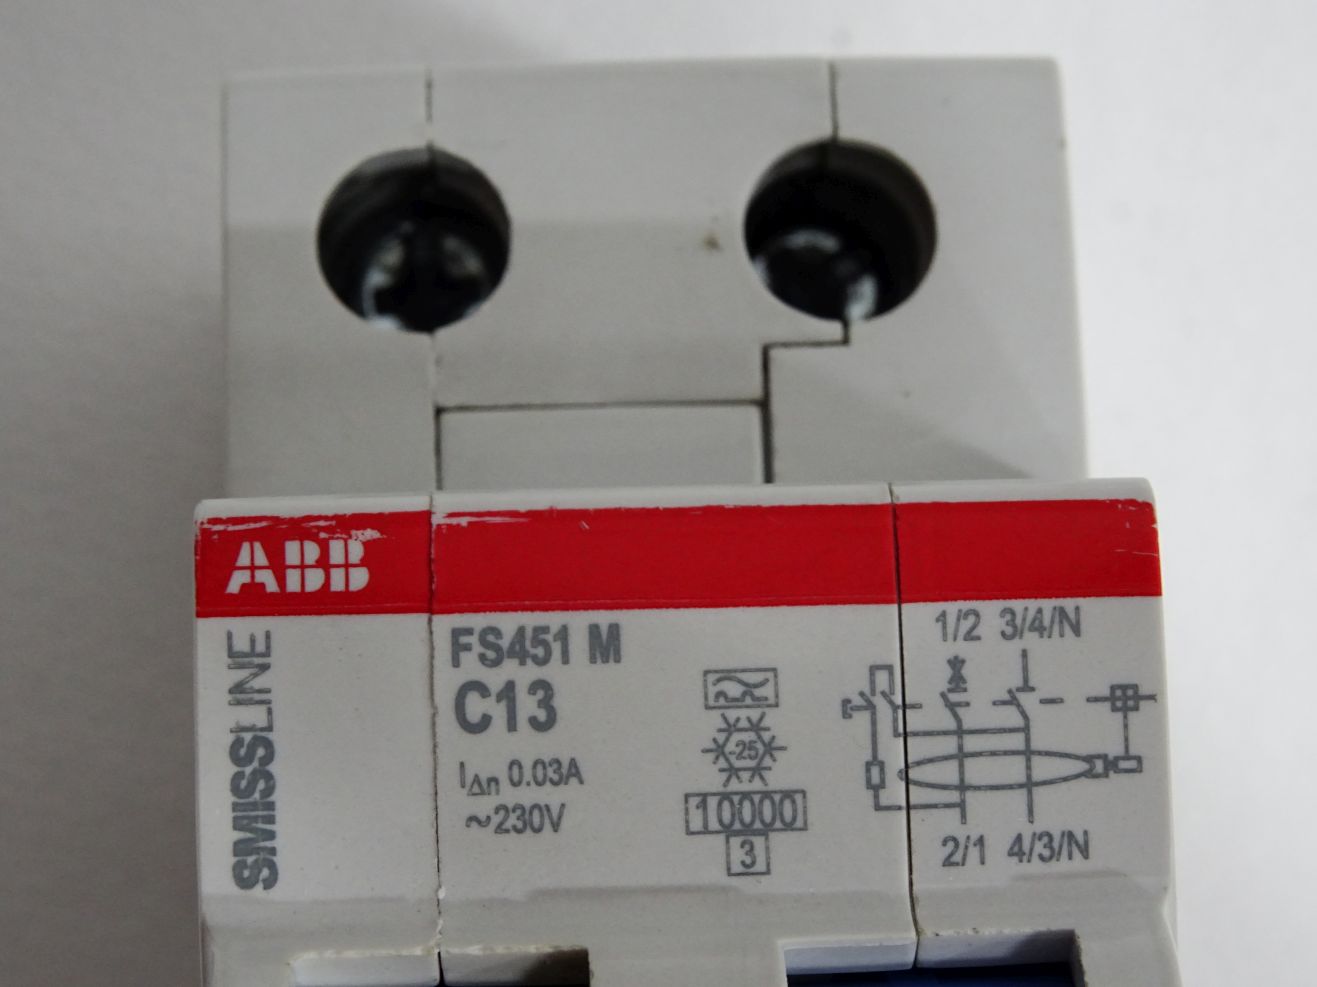 ABB
SMISSLINE
FS451 M
C13
IΔn 0.03A
~230V
-25
10000
3
1/2 3/4/N
2/1 4/3/N